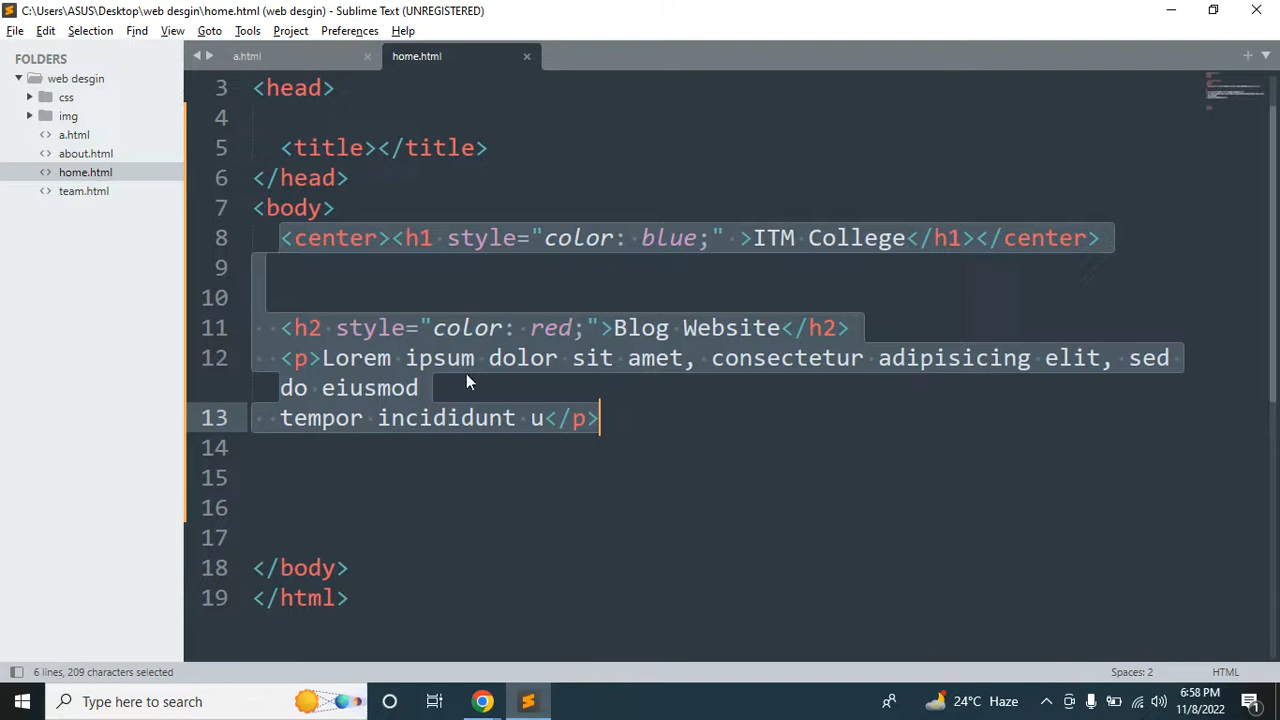 C:\Users\ASUS\Desktop\web desgin\home.html (web desgin) - Sublime Text (UNREGISTERED)
File Edit Selection Find View Goto Tools Project Preferences Help
FOLDERS
web desgin
css
img
a.html
about.html
home.html
team.html
a.html
home.html
3 <head>
4
5 <title></title>
6 </head>
7 <body>
8 <center><h1 style="color: blue;" >ITM College</h1></center>
9
10
11 <h2 style="color: red;">Blog Website</h2>
12 <p>Lorem ipsum dolor sit amet, consectetur adipisicing elit, sed
do eiusmod
13 tempor incididunt u</p>
14
15
16
17
18 </body>
19 </html>
6 lines, 209 characters selected
Spaces: 2
HTML
Type here to search
24°C Haze
6:58 PM
11/8/2022
1